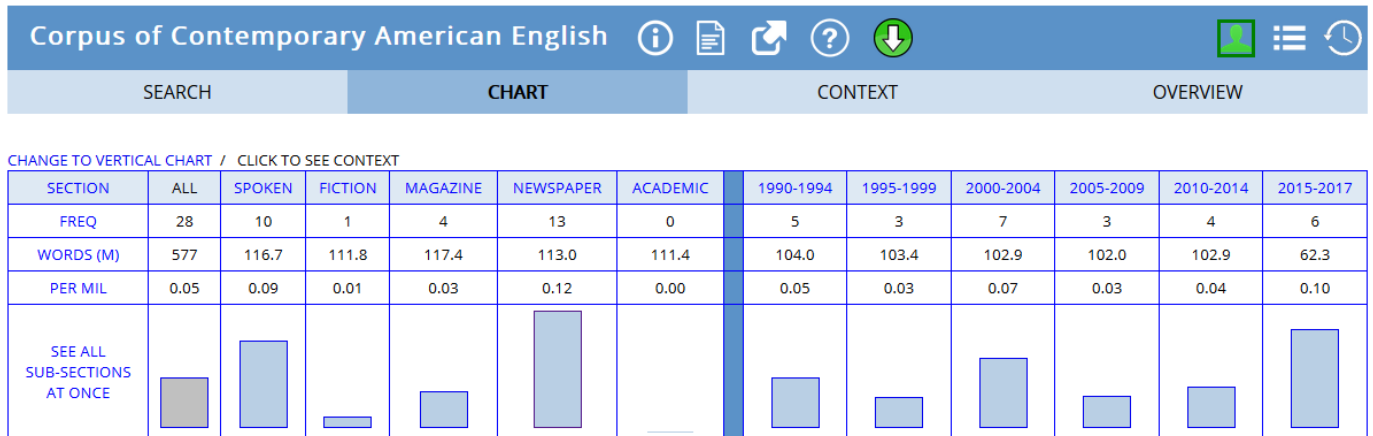 Corpus of Contemporary American English
SEARCH CHART CONTEXT OVERVIEW
CHANGE TO VERTICAL CHART / CLICK TO SEE CONTEXT
SECTION ALL SPOKEN FICTION MAGAZINE NEWSPAPER ACADEMIC 1990-1994 1995-1999 2000-2004 2005-2009 2010-2014 2015-2017
FREQ 28 10 1 4 13 0 5 3 7 3 4 6
WORDS (M) 577 116.7 111.8 117.4 113.0 111.4 104.0 103.4 102.9 102.0 102.9 62.3
PER MIL 0.05 0.09 0.01 0.03 0.12 0.00 0.05 0.03 0.07 0.03 0.04 0.10
SEE ALL
SUB-SECTIONS
AT ONCE